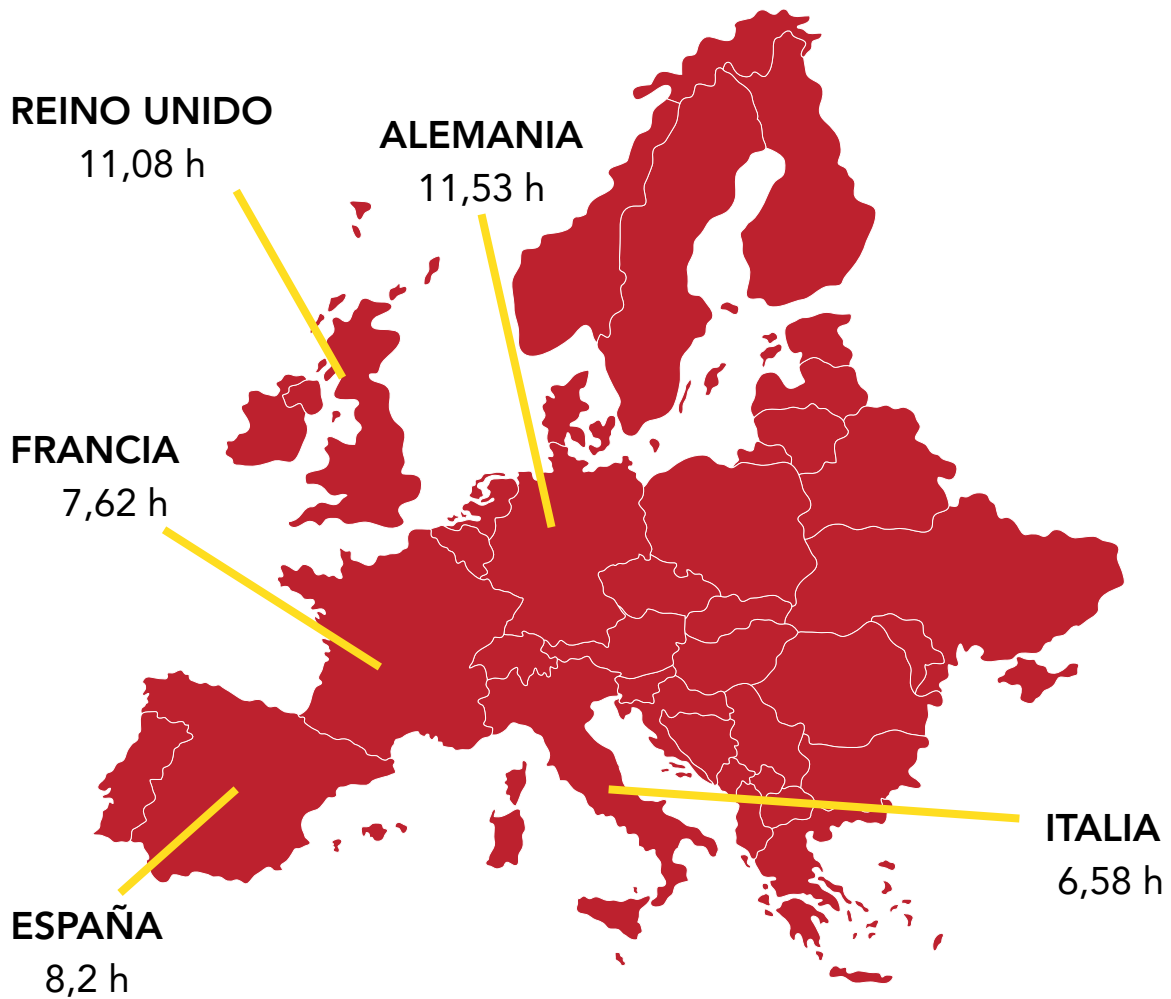 REINO UNIDO
11,08 h
ALEMANIA
11,53 h
FRANCIA
7,62 h
ITALIA
6,58 h
ESPAÑA
8,2 h